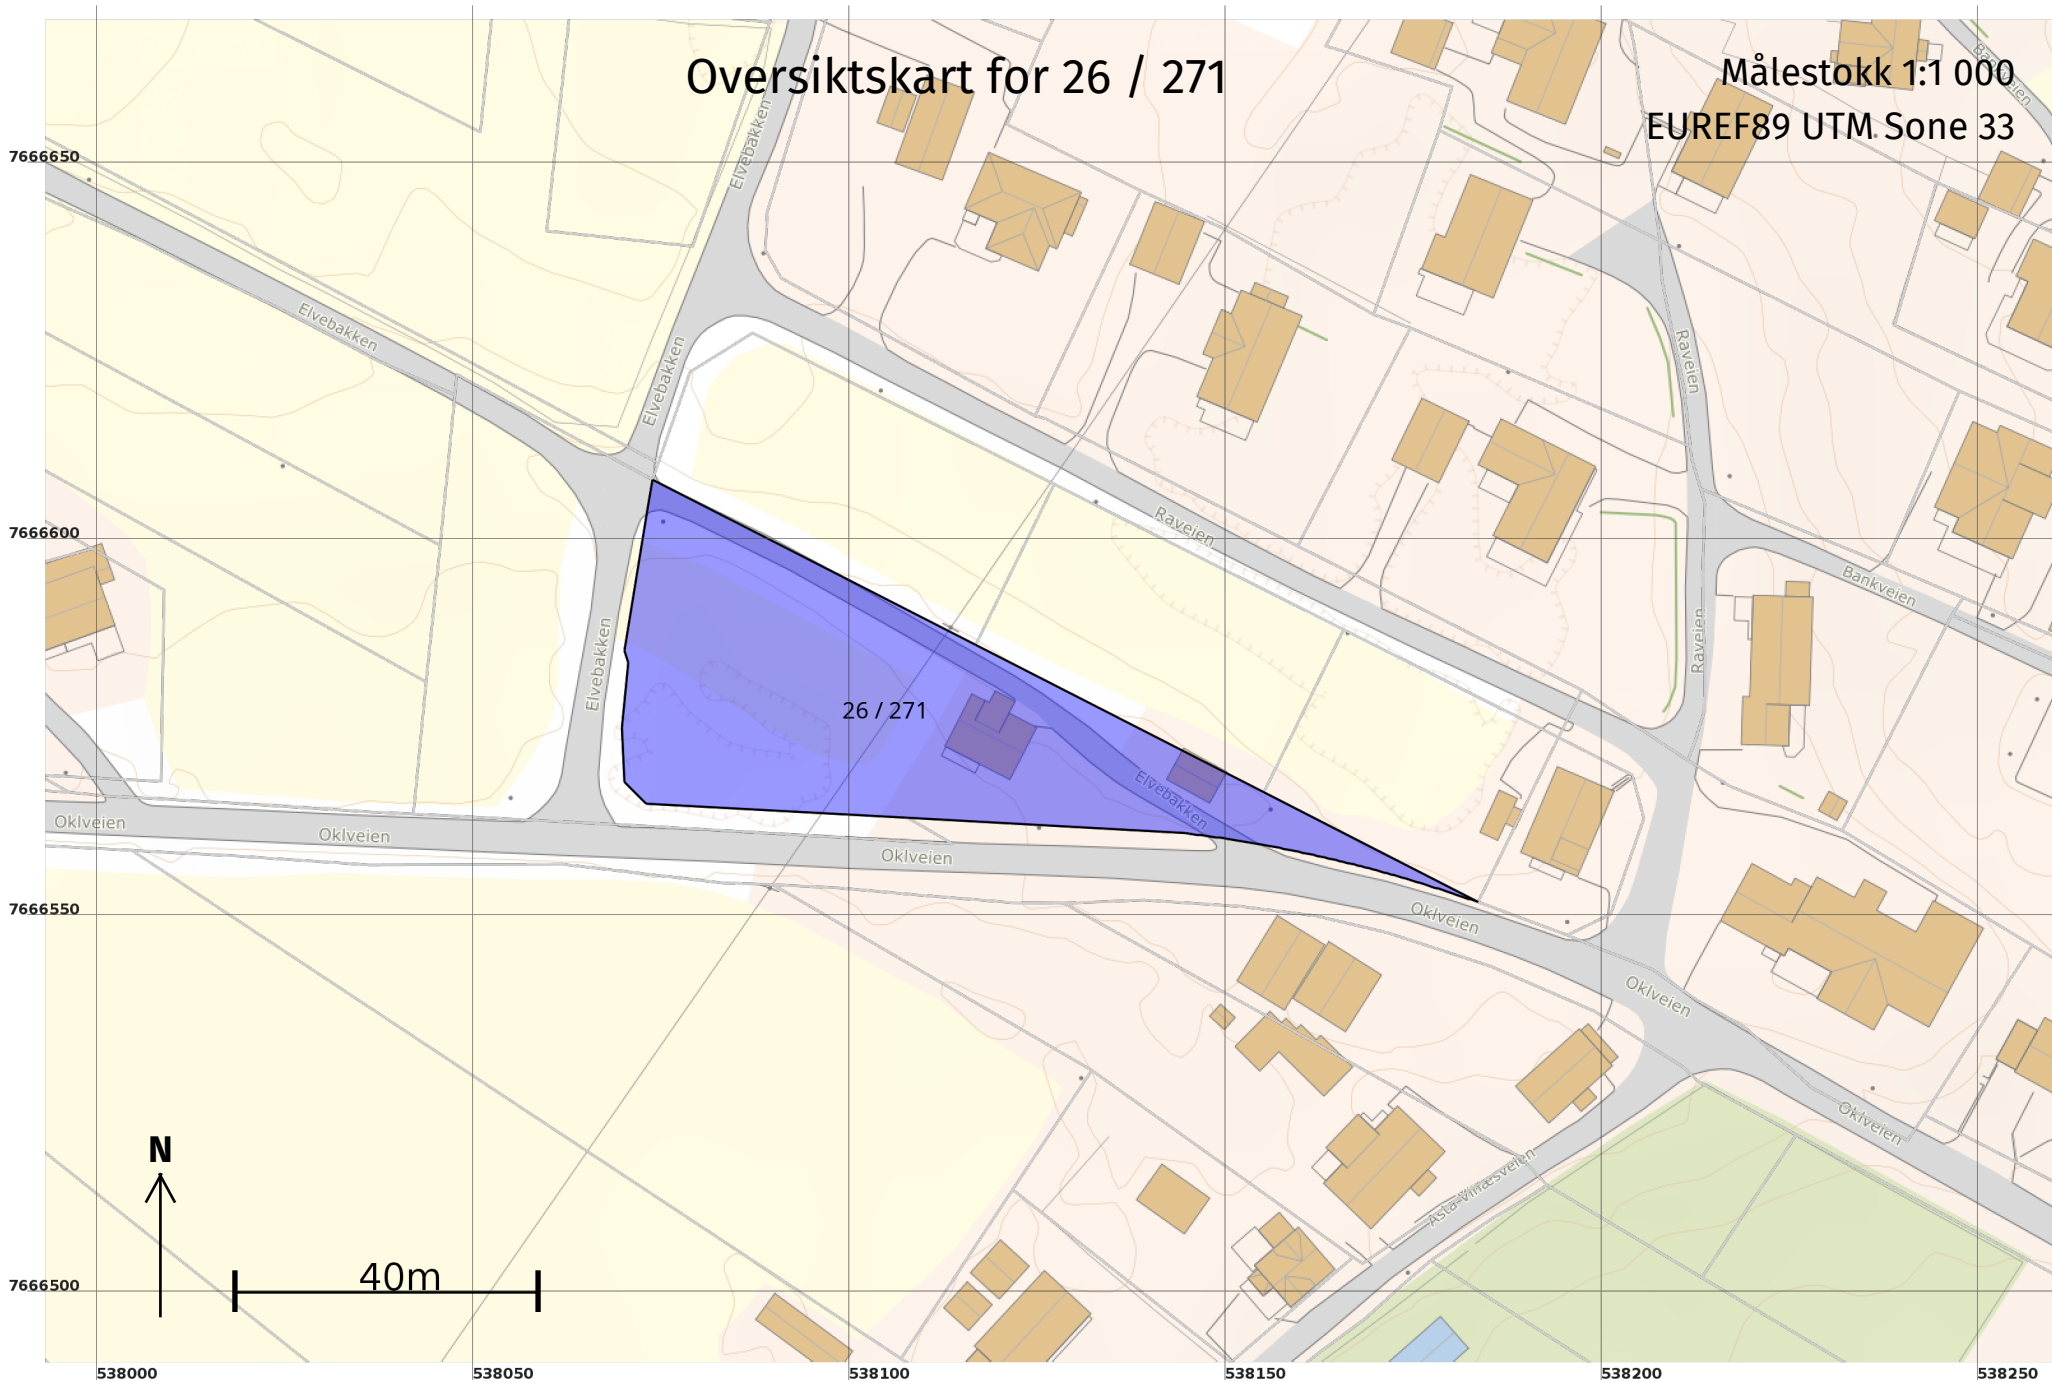 Oversiktskart for 26 / 271
Målestokk 1:1 000
EUREF89 UTM Sone 33
Bankveien
Elvebakken
7666650
Elvebakken
Elvebakken
Raveien
Raveien
7666600
Bankveien
Elvebakken
Raveien
26 / 271
Elvebakken
Oklveien
Oklveien
Oklveien
7666550
Oklveien
Oklveien
Oklveien
N
Asta Vinæsveien
40m
7666500
538000
538050
538100
538150
538200
538250